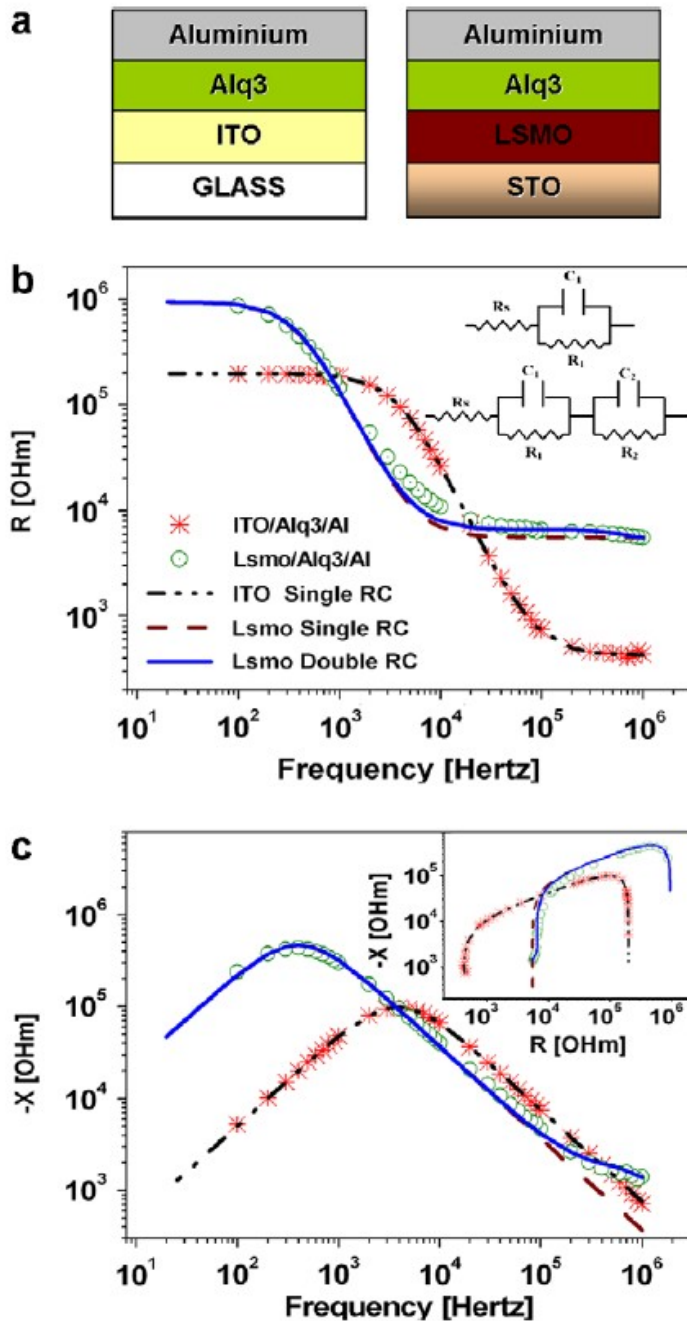 a
Aluminium Aluminium
Alq3 Alq3
ITO LSMO
GLASS STO
b
R [OHm]
10⁶
10⁵
10⁴
10³
C₁
Rs
R₁
C₁ C₂
Rs
R₁ R₂
ITO/Alq3/Al
Lsmo/Alq3/Al
ITO Single RC
Lsmo Single RC
Lsmo Double RC
10¹ 10² 10³ 10⁴ 10⁵ 10⁶
Frequency [Hertz]
c
-X [OHm]
10⁶
10⁵
10⁴
10³
-X [OHm]
10⁵
10⁴
10³
10³ 10⁴ 10⁵ 10⁶
R [OHm]
10¹ 10² 10³ 10⁴ 10⁵ 10⁶
Frequency [Hertz]